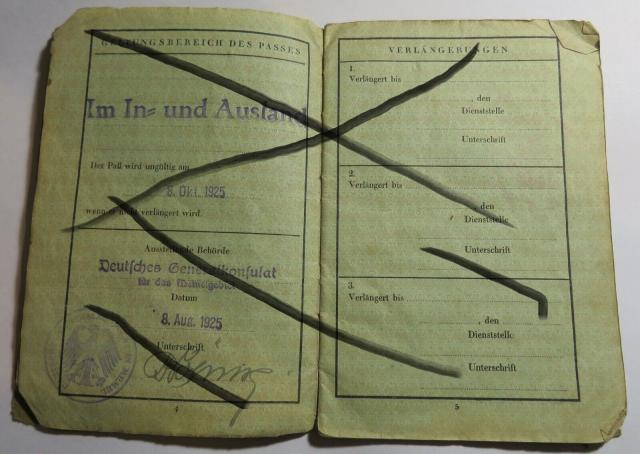 GELTUNGSBEREICH DES PASSES
Im In= und Ausland
Der Paß wird ungültig am
8. Okt. 1925
wenn er nicht verlängert wird.
Ausstellende Behörde
Deutsches Generalkonsulat
für das Memelgebiet
Datum
8. Aug. 1925
Unterschrift
4
VERLÄNGERUNGEN
1.
Verlängert bis
, den
Dienststelle
Unterschrift
2.
Verlängert bis
, den
Dienststelle
Unterschrift
3.
Verlängert bis
, den
Dienststelle
Unterschrift
5